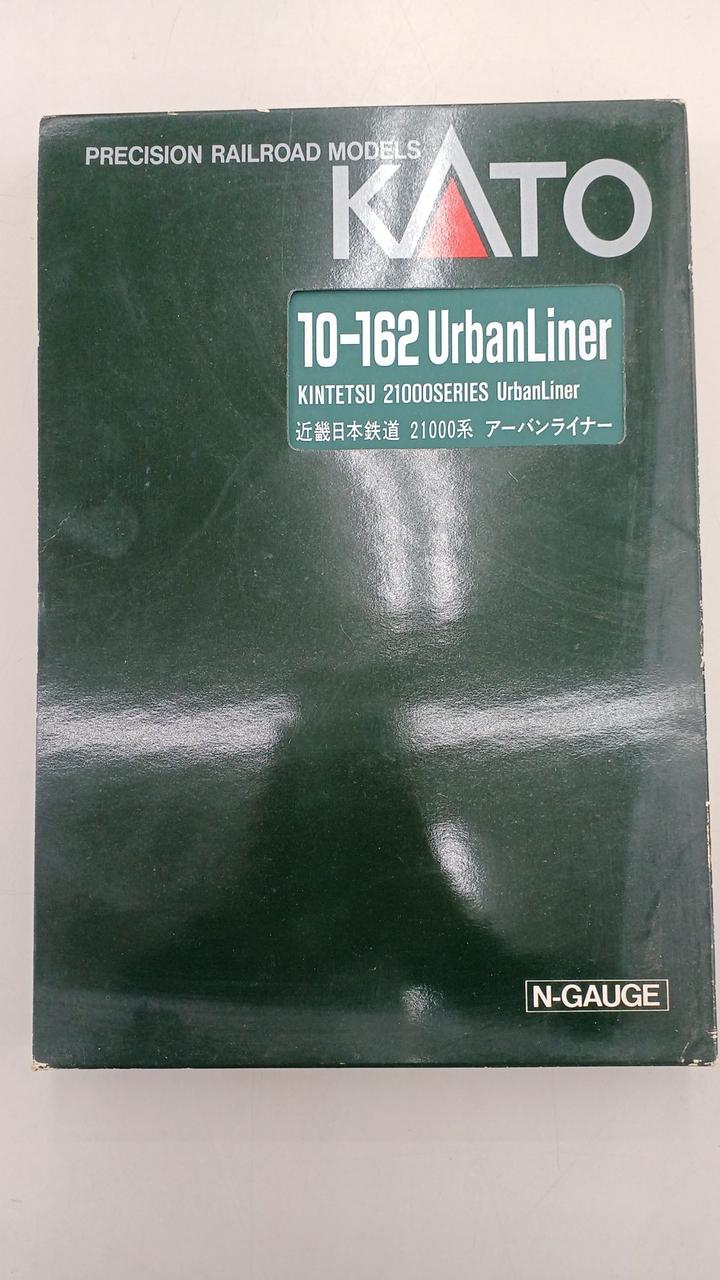 PRECISION RAILROAD MODELS
KATO
10-162 UrbanLiner
KINTETSU 21000SERIES UrbanLiner
近畿日本鉄道 21000系 アーバンライナー
N-GAUGE